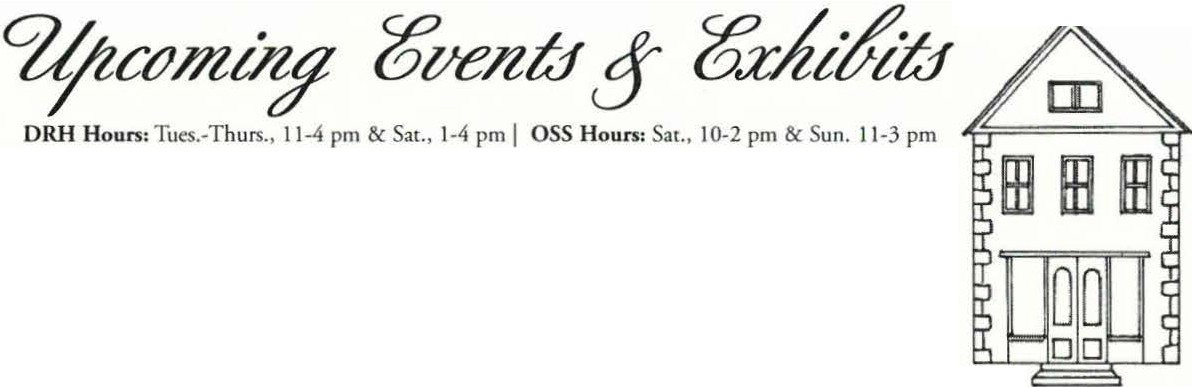 Upcoming Events & Exhibits
DRH Hours: Tues.-Thurs., 11-4 pm & Sat., 1-4 pm | OSS Hours: Sat., 10-2 pm & Sun. 11-3 pm